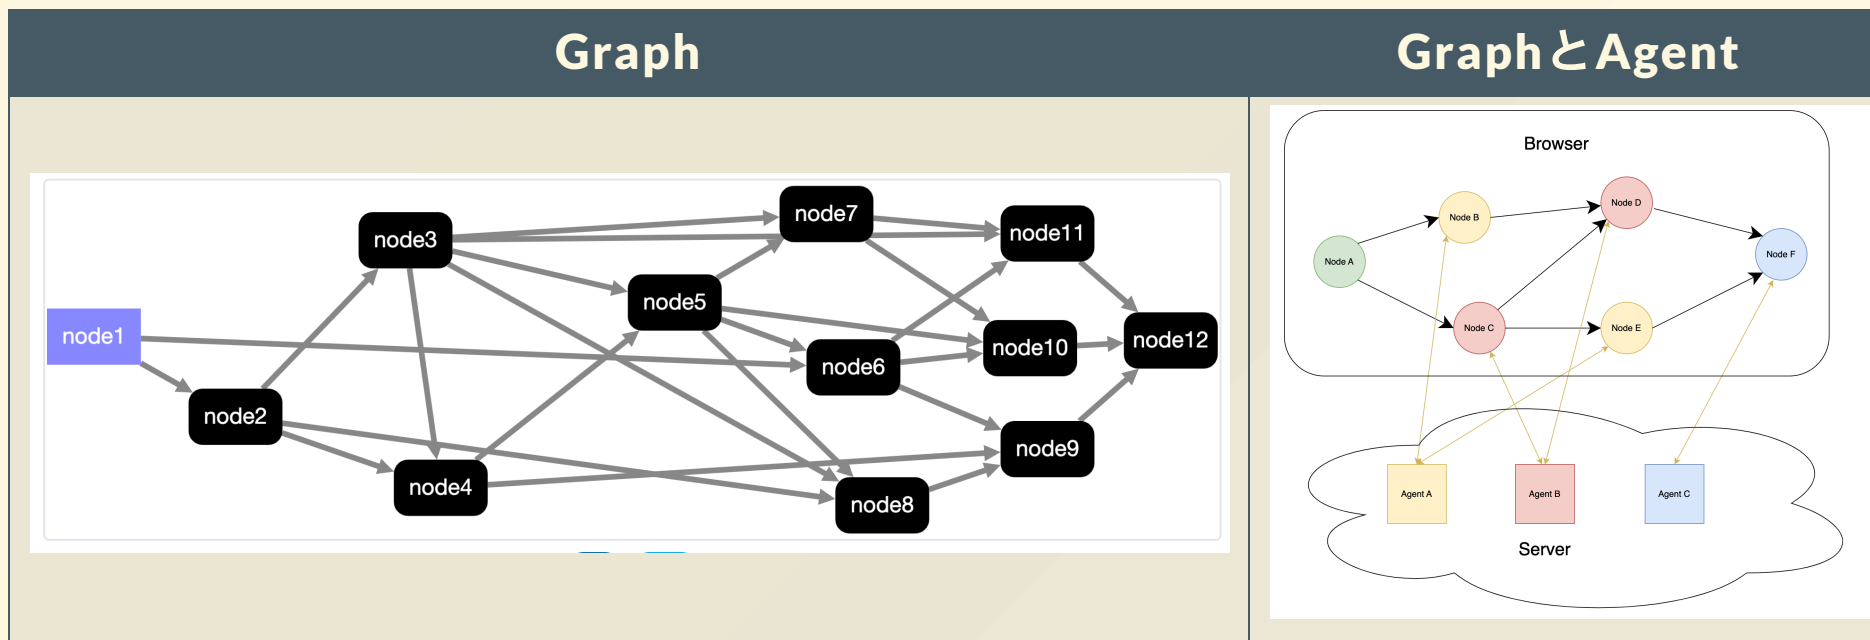 Graph
GraphとAgent
node1
node2
node3
node4
node5
node6
node7
node8
node9
node10
node11
node12
Browser
Node A
Node B
Node C
Node D
Node E
Node F
Agent A
Agent B
Agent C
Server